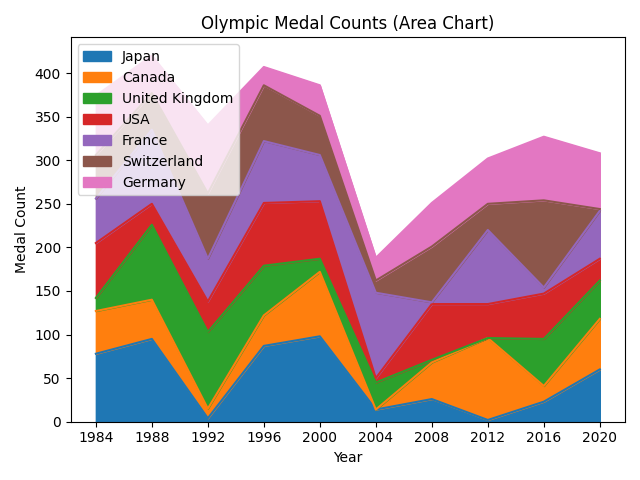 Olympic Medal Counts (Area Chart)
Japan
Canada
United Kingdom
USA
France
Switzerland
Germany
Medal Count
400
350
300
250
200
150
100
50
0
1984 1988 1992 1996 2000 2004 2008 2012 2016 2020
Year